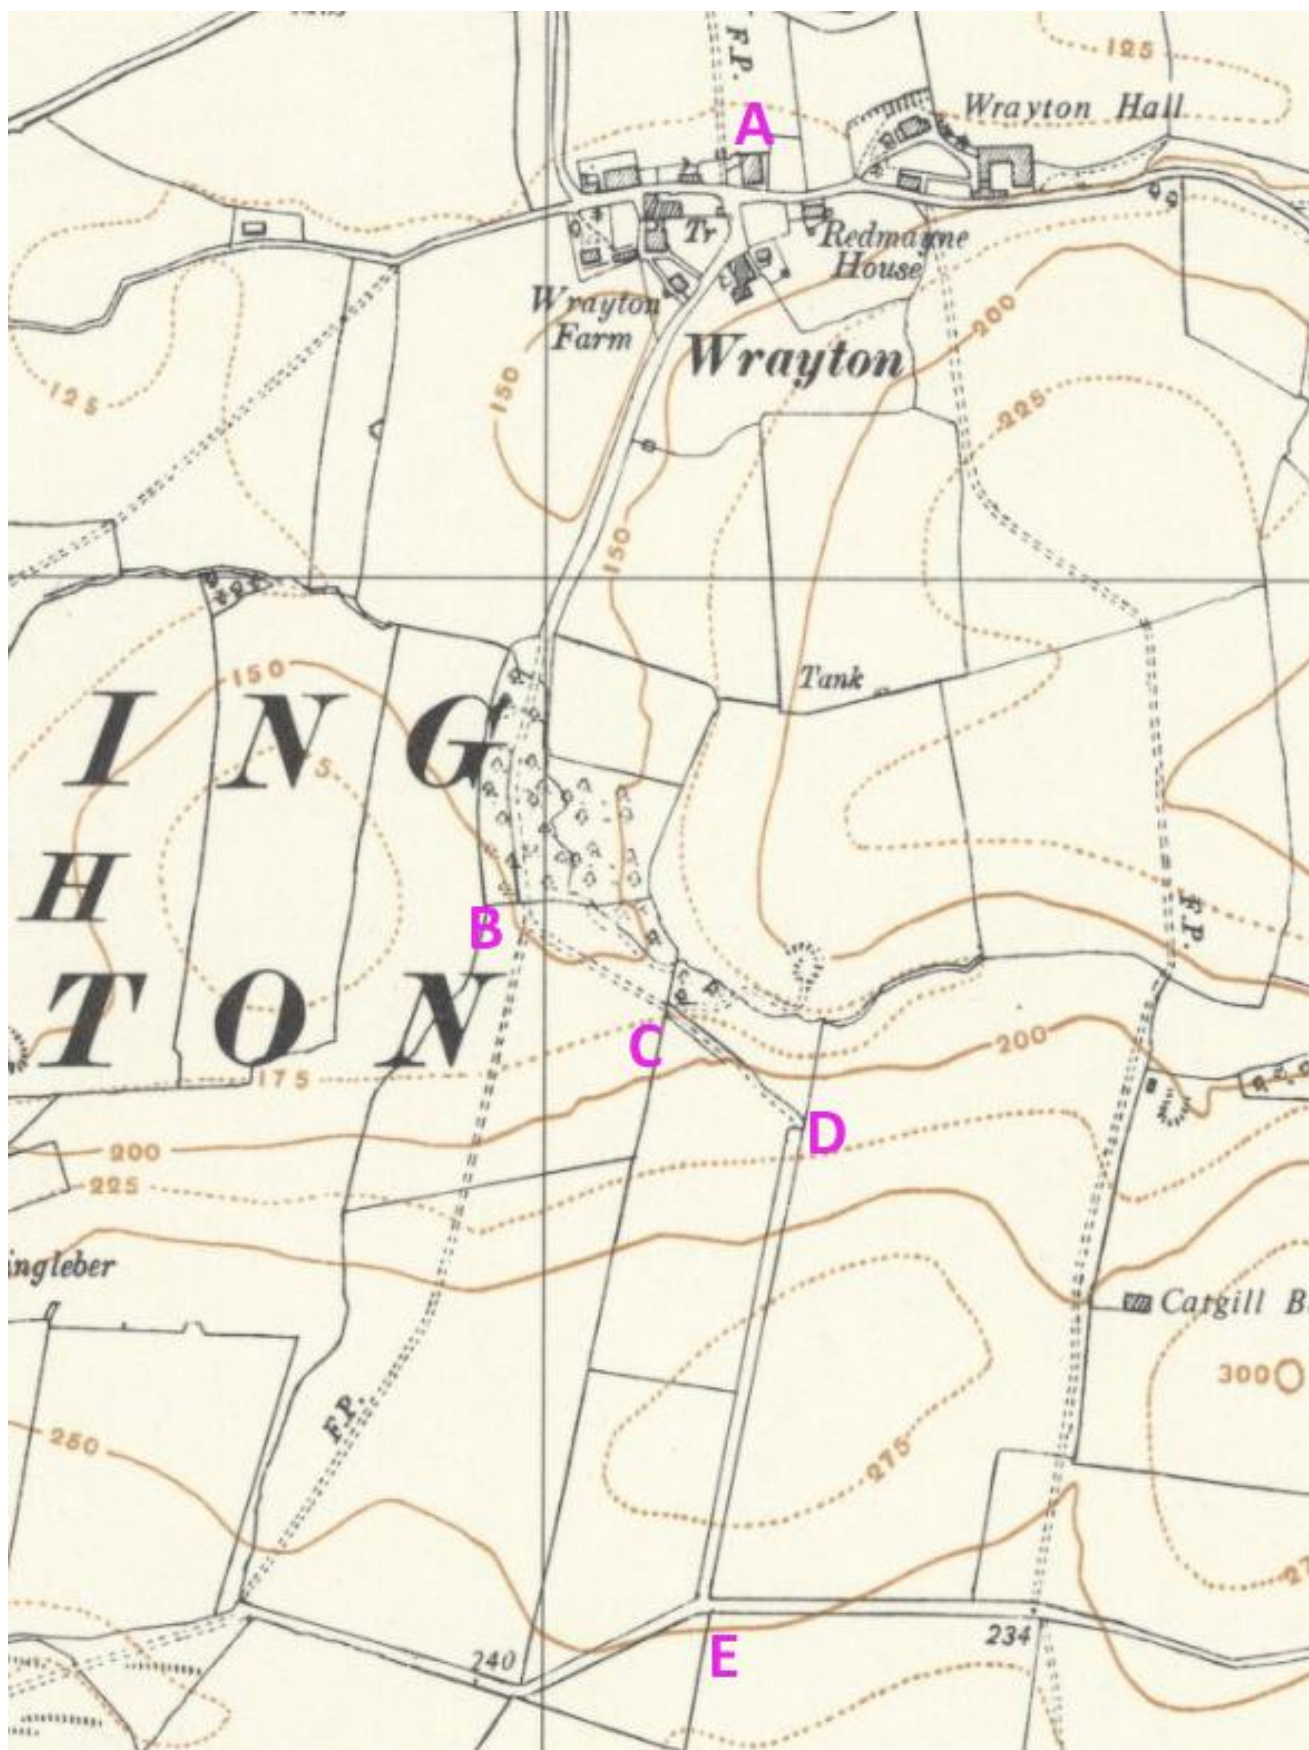 F.P.
125
A
Wrayton Hall
Tr
Redmayne
House
Wrayton
Farm
Wrayton
200
125
150
225
150
Tank
150
I N G
H
T O N
B
F.P.
C
175
200
D
200
225
ingleber
Cargill B
300
F.P.
275
250
234
240
E